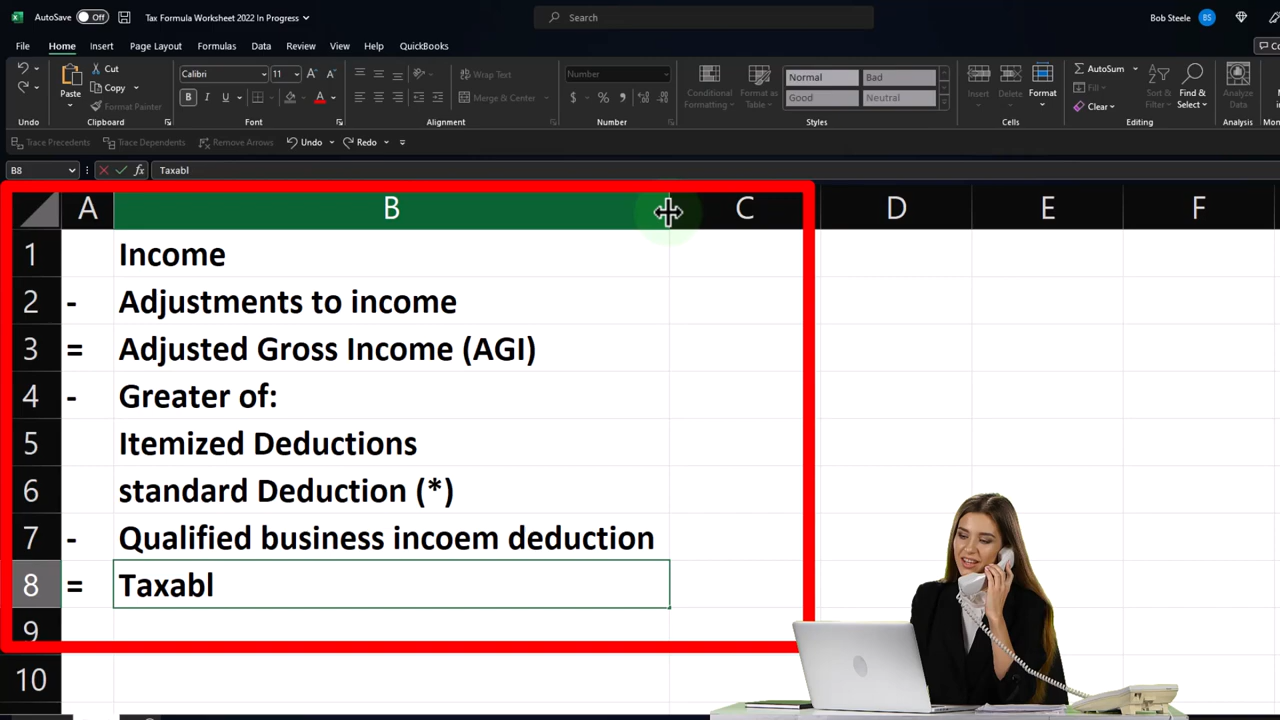 AutoSave Off Tax Formula Worksheet 2022 In Progress Search Bob Steele BS
File Home Insert Page Layout Formulas Data Review View Help QuickBooks
Paste Cut Copy Format Painter
Calibri 11 B I U
Wrap Text Merge & Center
Number $ %
Conditional Formatting Format as Table
Normal Bad Good Neutral
Insert Delete Format
AutoSum Fill Clear Sort & Filter Find & Select
Analyze Data
Undo Clipboard Font Alignment Number Styles Cells Editing Analysis
Trace Precedents Trace Dependents Remove Arrows Undo Redo
B8 fx Taxabl
A B C D E F
1 Income
2 - Adjustments to income
3 = Adjusted Gross Income (AGI)
4 - Greater of:
5 Itemized Deductions
6 standard Deduction (*)
7 - Qualified business incoem deduction
8 = Taxabl
9
10